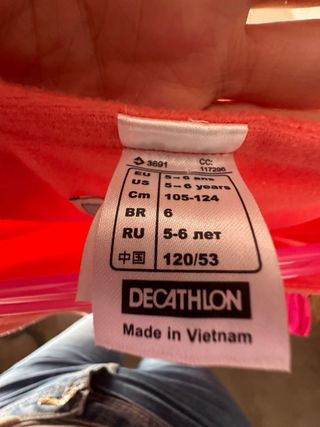 3691 CC: 117296
EU 5-6 ans
US 5-6 years
Cm 105-124
BR 6
RU 5-6 лет
中国 120/53
DECATHLON
Made in Vietnam